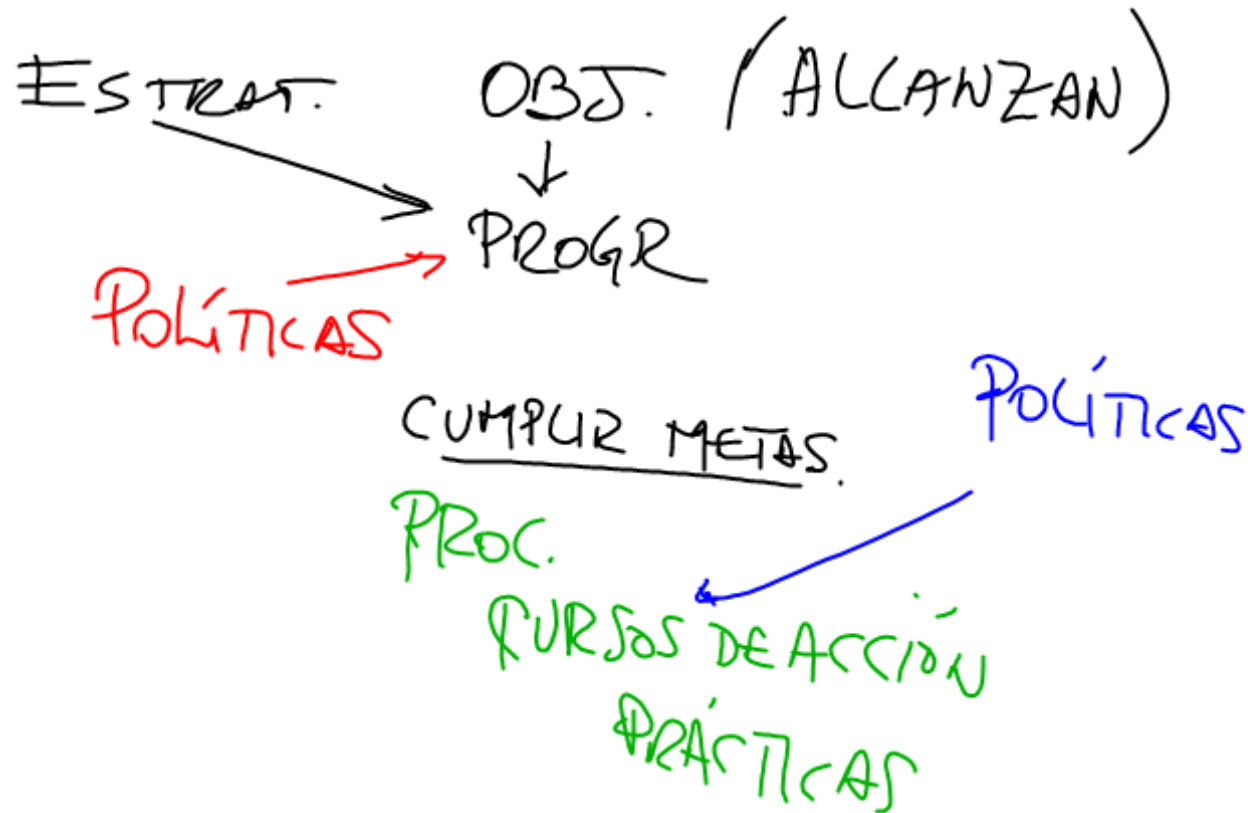 ESTRAT. OBJ. (ALCANZAN)
PROGR
POLÍTICAS
POLÍTICAS
CUMPLIR METAS.
PROC.
CURSOS DE ACCIÓN
PRÁCTICAS